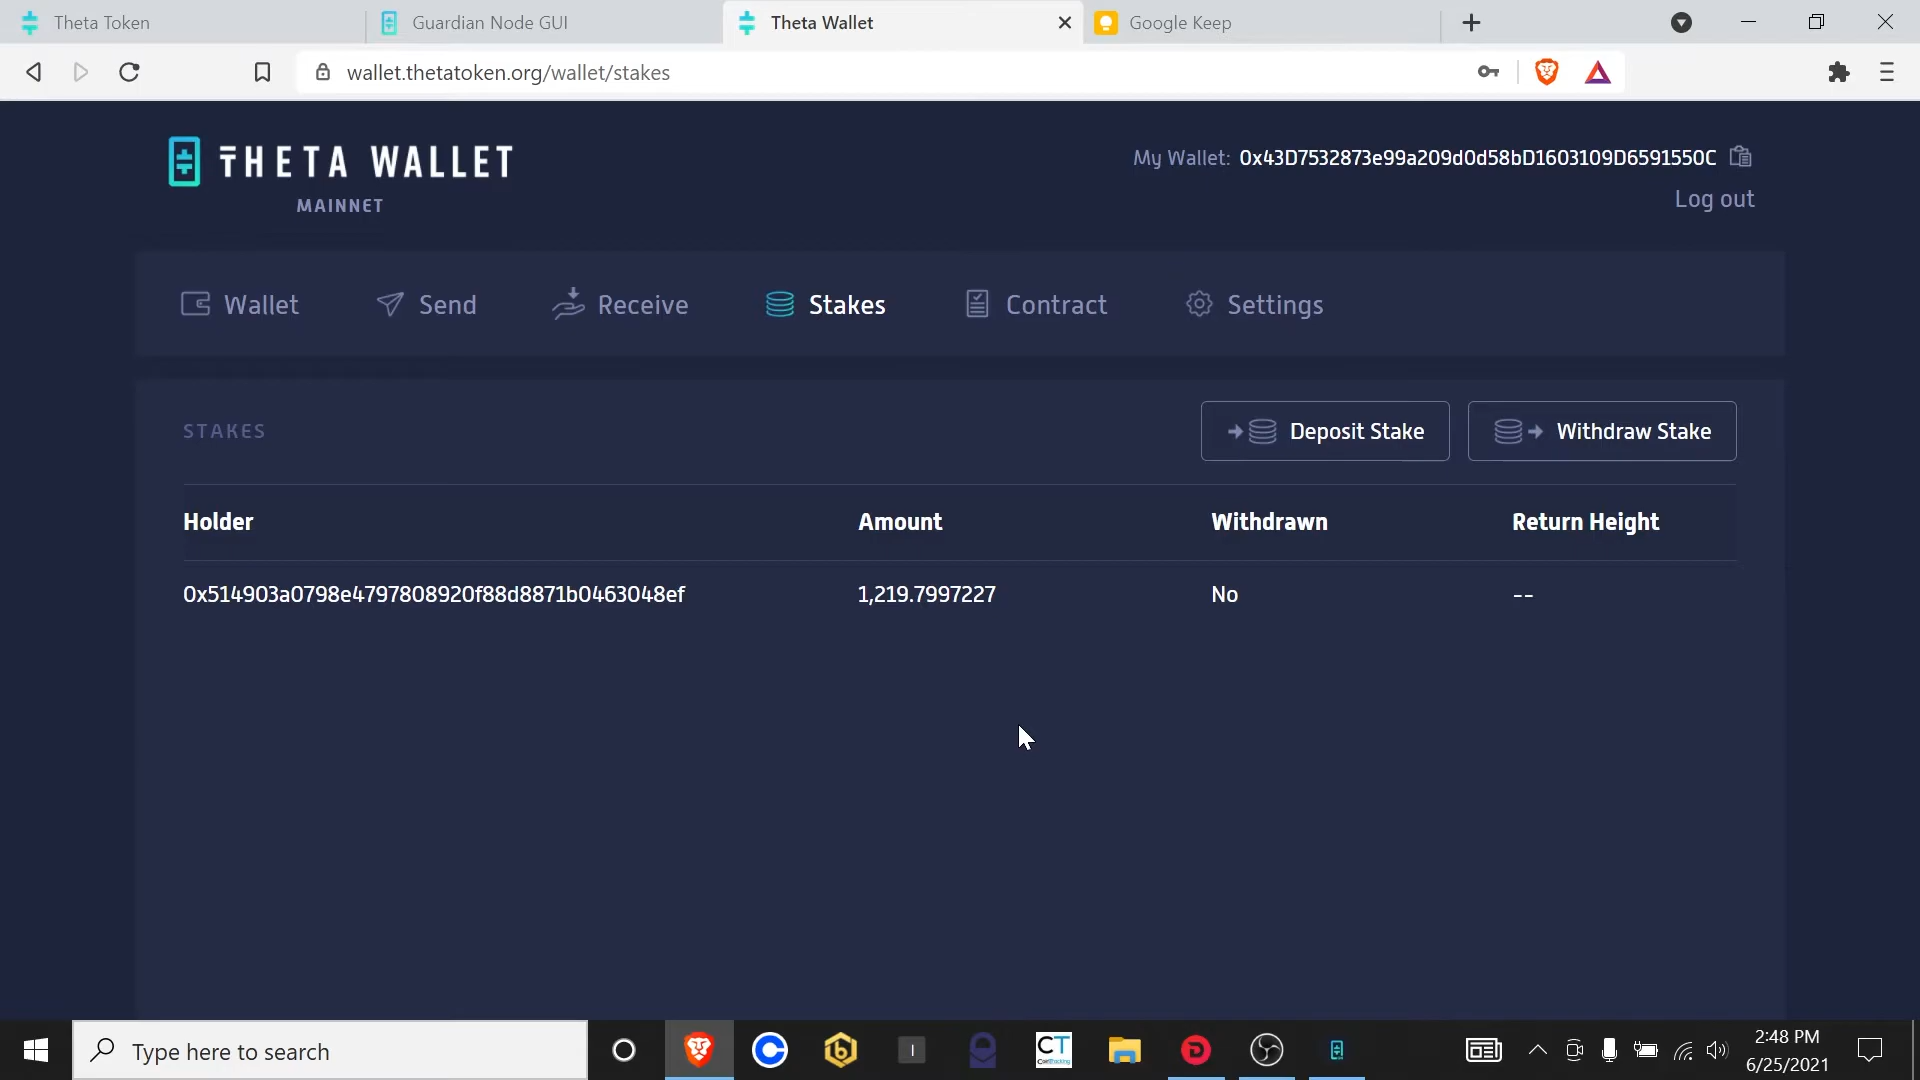 Theta Token
Guardian Node GUI
Theta Wallet
Google Keep
wallet.thetatoken.org/wallet/stakes
THETA WALLET
MAINNET
My Wallet: 0x43D7532873e99a209d0d58bD1603109D6591550C
Log out
Wallet
Send
Receive
Stakes
Contract
Settings
STAKES
Deposit Stake
Withdraw Stake
Holder Amount Withdrawn Return Height
0x514903a0798e4797808920f88d8871b0463048ef 1,219.7997227 No --
Type here to search
CT
2:48 PM
6/25/2021